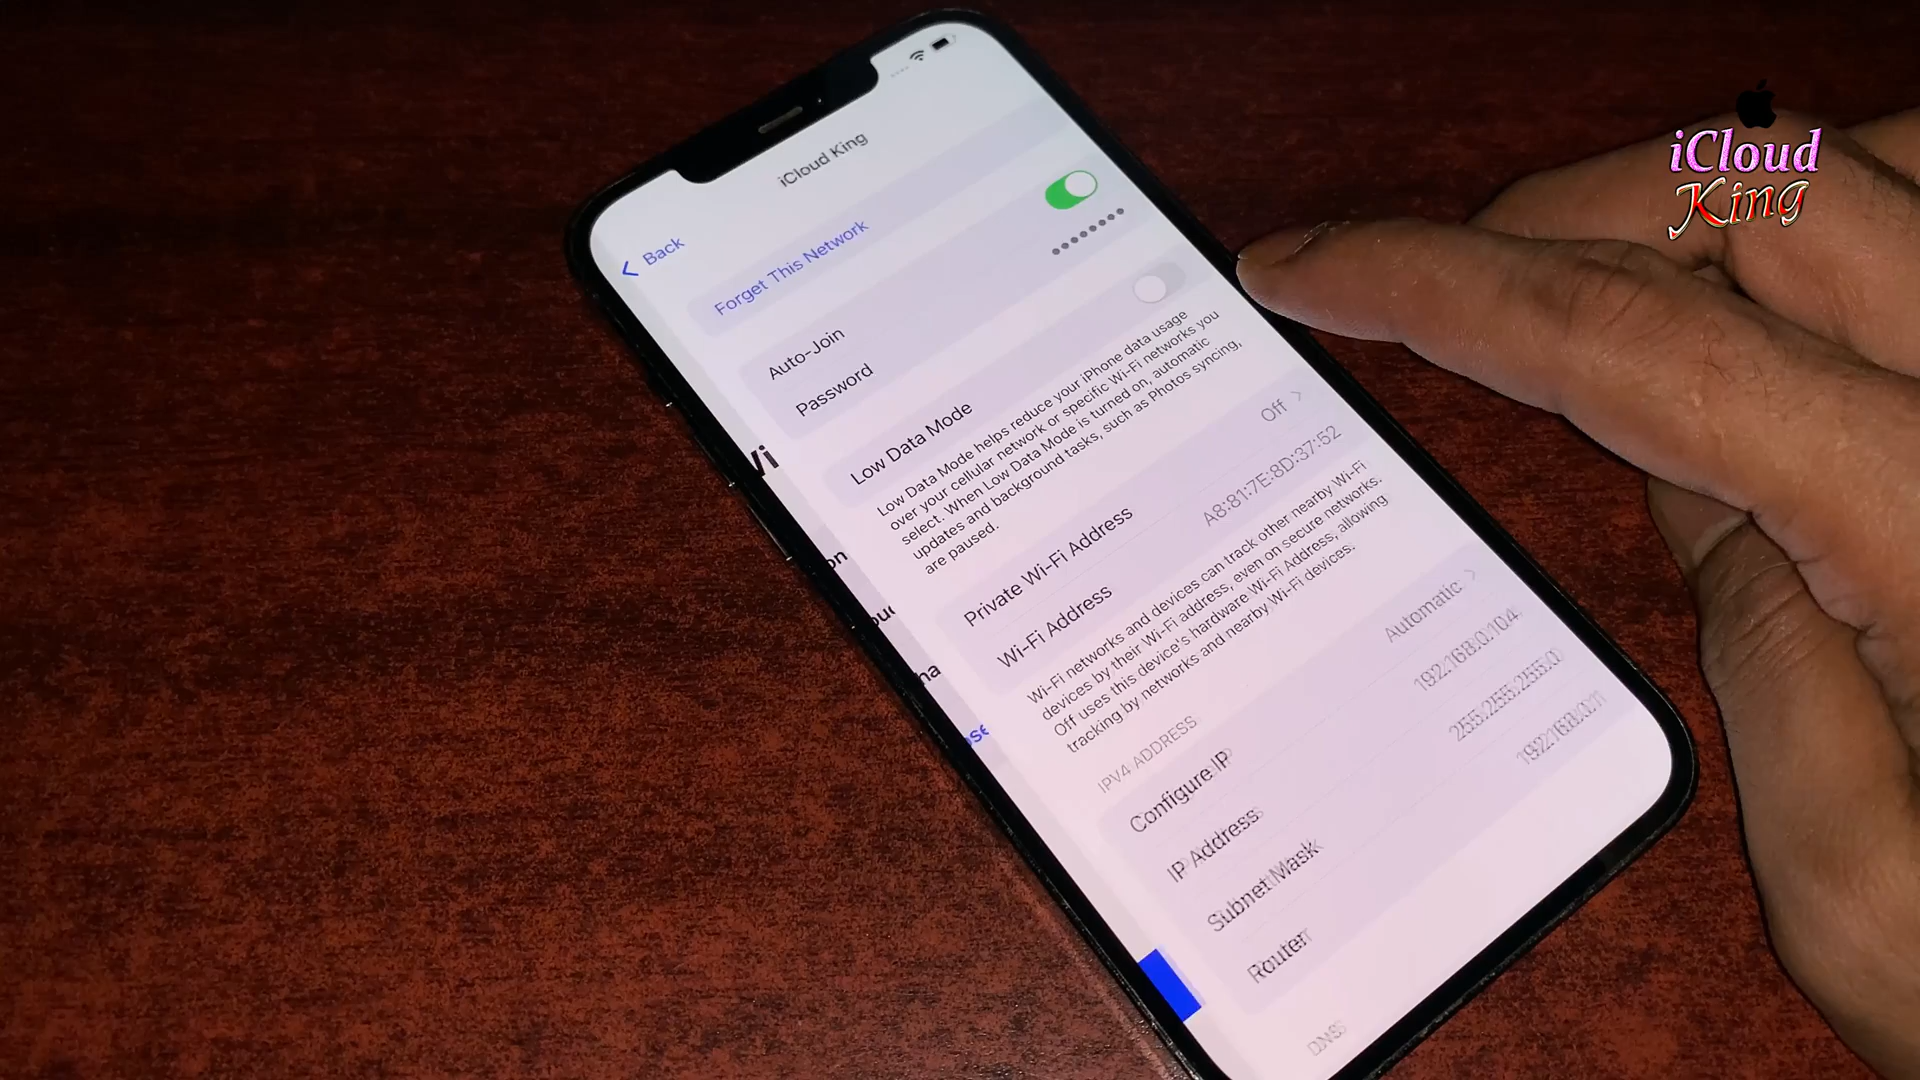 iCloud
King
iCloud King
Back
Forget This Network
Auto-Join
Password
Low Data Mode
Low Data Mode helps reduce your iPhone data usage
over your cellular network or specific Wi-Fi networks you
select. When Low Data Mode is turned on, automatic
updates and background tasks, such as Photos syncing,
are paused.
Private Wi-Fi Address Off
Wi-Fi Address A8:81:7E:8D:37:52
Wi-Fi networks and devices can track other nearby Wi-Fi
devices by their Wi-Fi address, even on secure networks.
Off uses this device's hardware Wi-Fi Address, allowing
tracking by networks and nearby Wi-Fi devices.
IPV4 ADDRESS
Configure IP Automatic
IP Address 192.168.0.104
Subnet Mask 255.255.255.0
Router
DNS